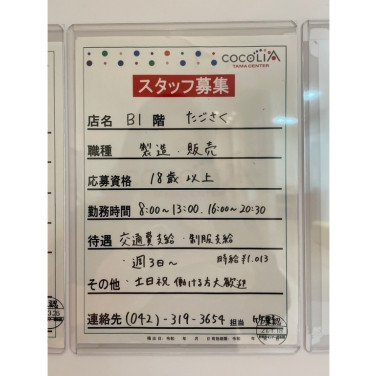 COCOLIA
TAMA CENTER
スタッフ募集
店名 B1階 たごさく
職種 製造・販売
応募資格 18歳以上
勤務時間 8:00〜13:00, 16:00〜20:30
待遇 交通費支給・制服支給
・週3日〜 時給¥1.013
その他 ・土日祝 働ける方大歓迎
連絡先 (042)-319-3654 担当